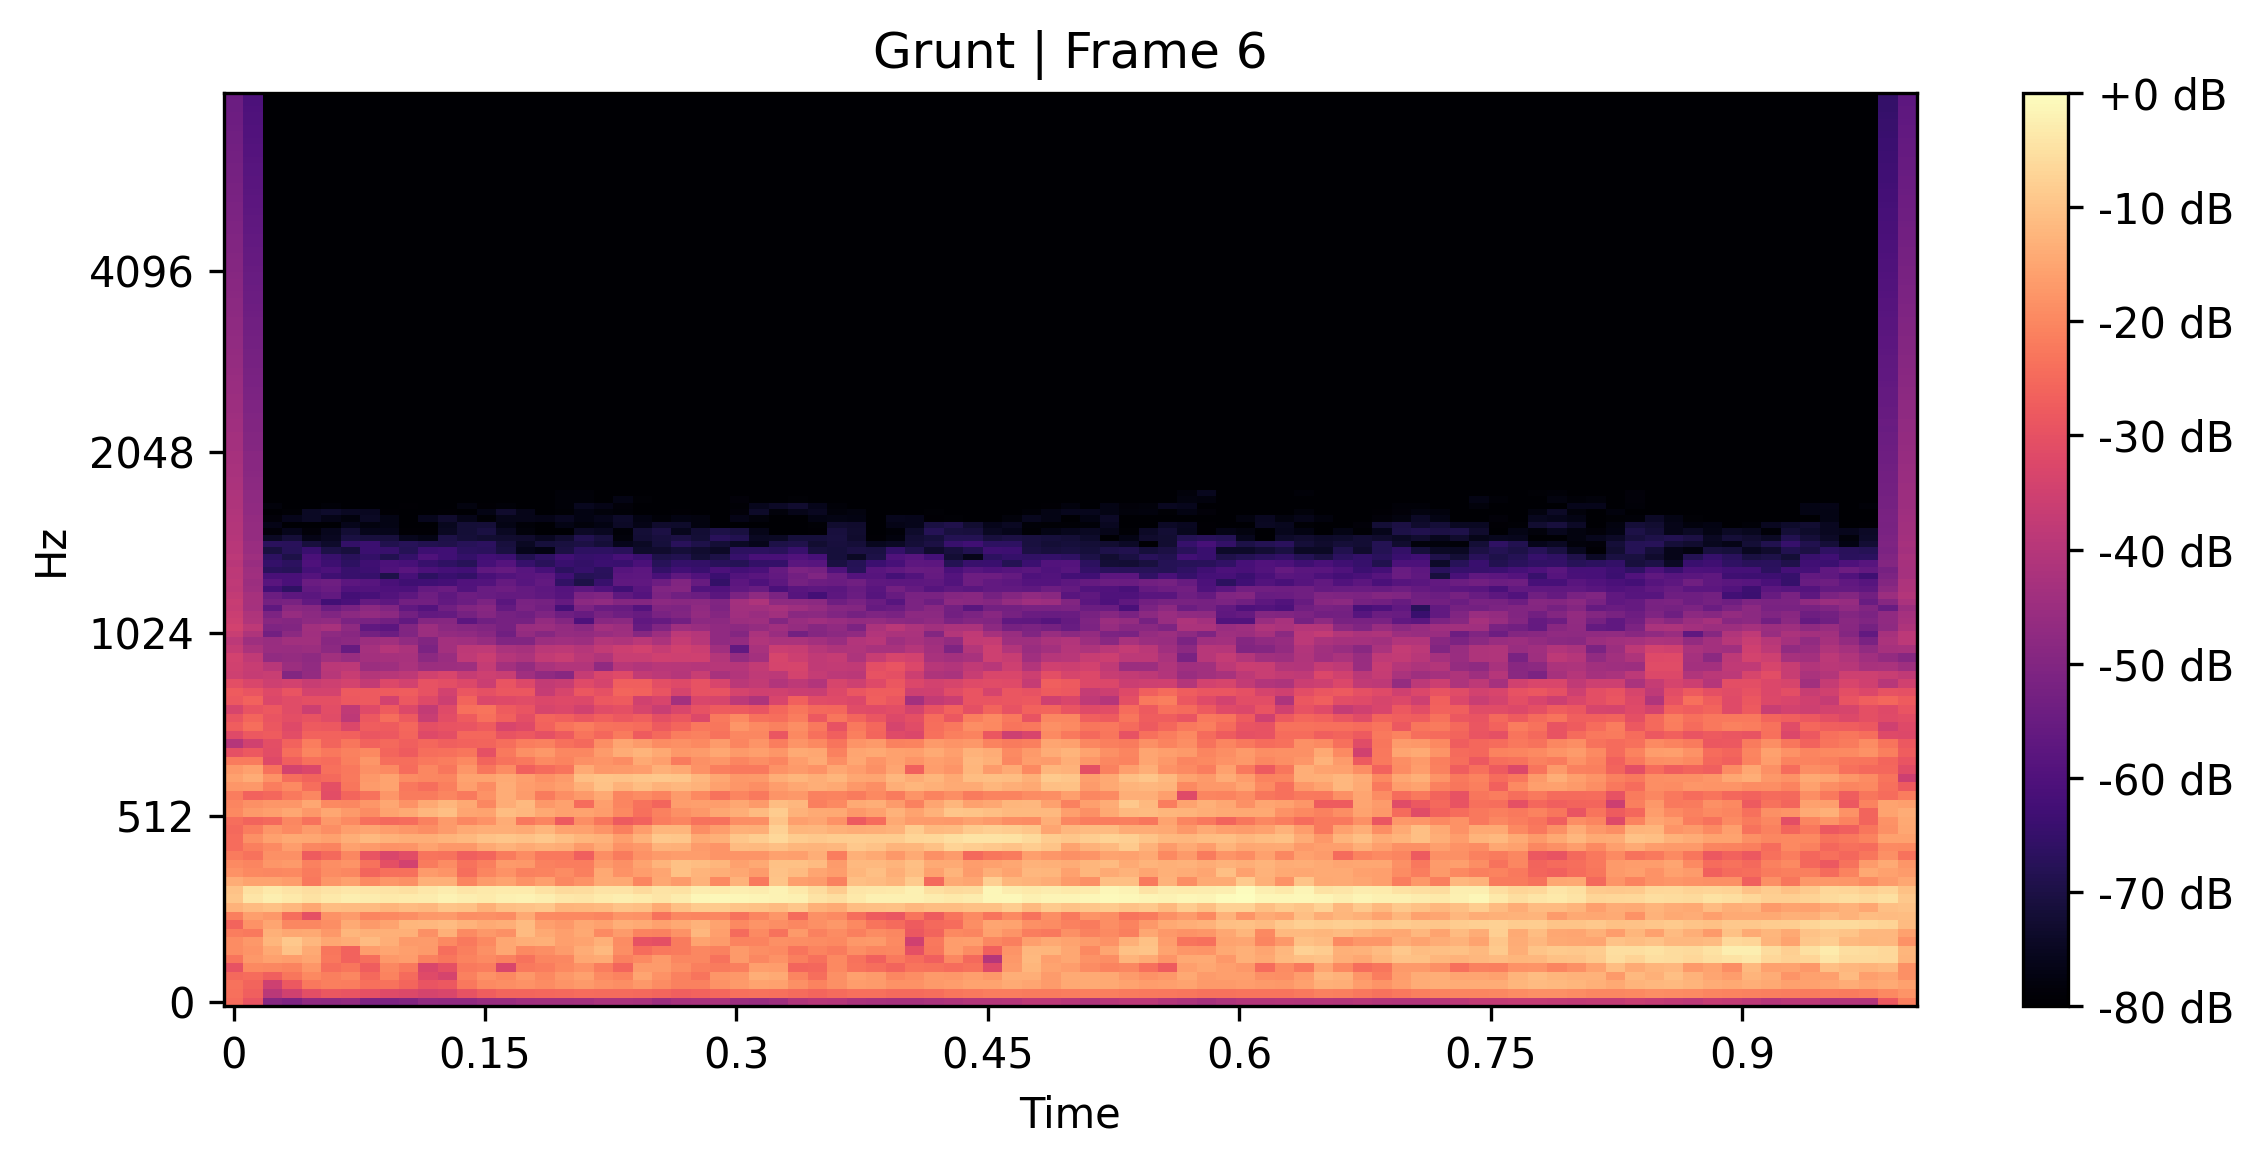 Grunt | Frame 6
Hz
4096
2048
1024
512
0
0 0.15 0.3 0.45 0.6 0.75 0.9
Time
+0 dB
-10 dB
-20 dB
-30 dB
-40 dB
-50 dB
-60 dB
-70 dB
-80 dB